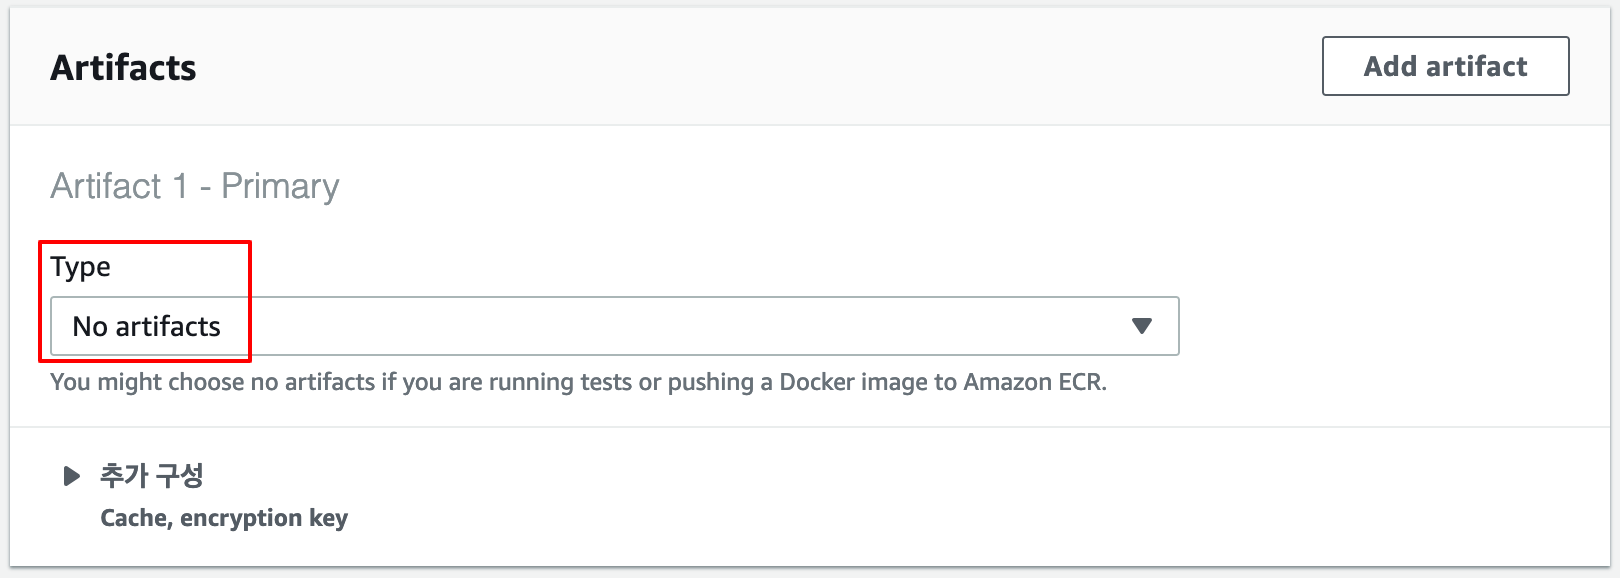 Artifacts
Add artifact
Artifact 1 - Primary
Type
No artifacts
You might choose no artifacts if you are running tests or pushing a Docker image to Amazon ECR.
추가 구성
Cache, encryption key